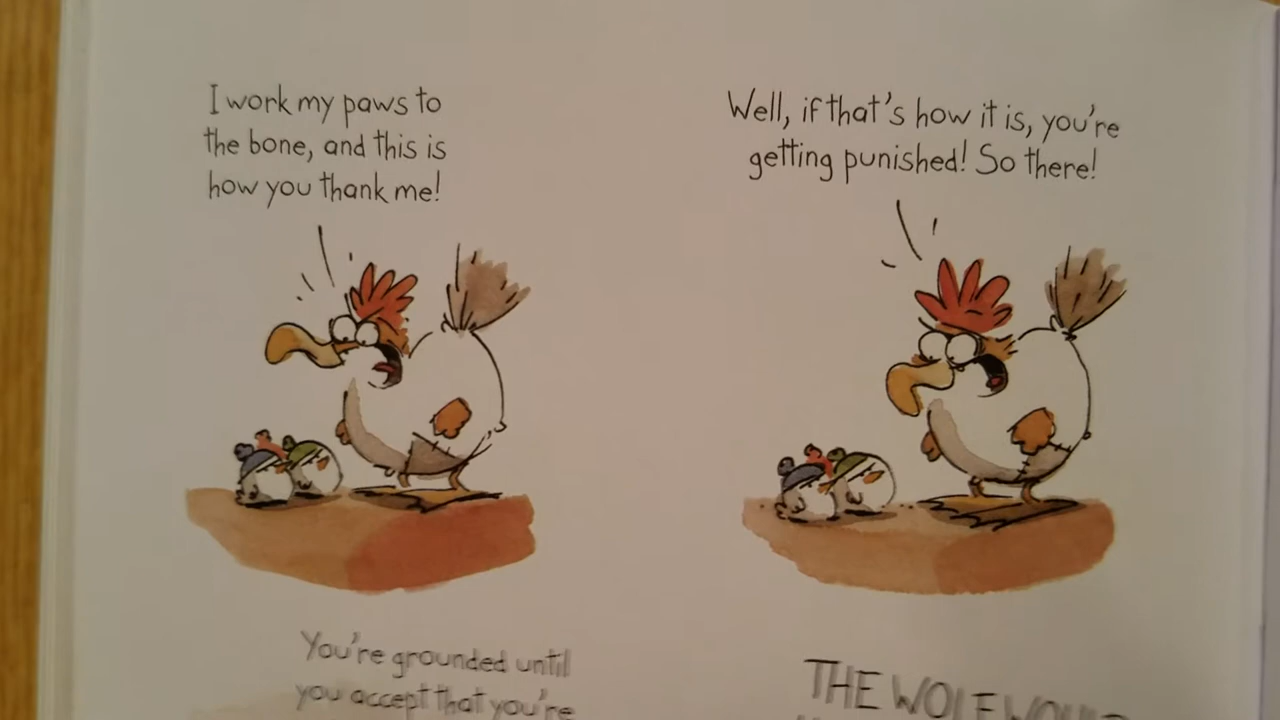 I work my paws to
the bone, and this is
how you thank me!
Well, if that's how it is, you're
getting punished! So there!
You're grounded until
you accept that you're
THE WOLF WOULD